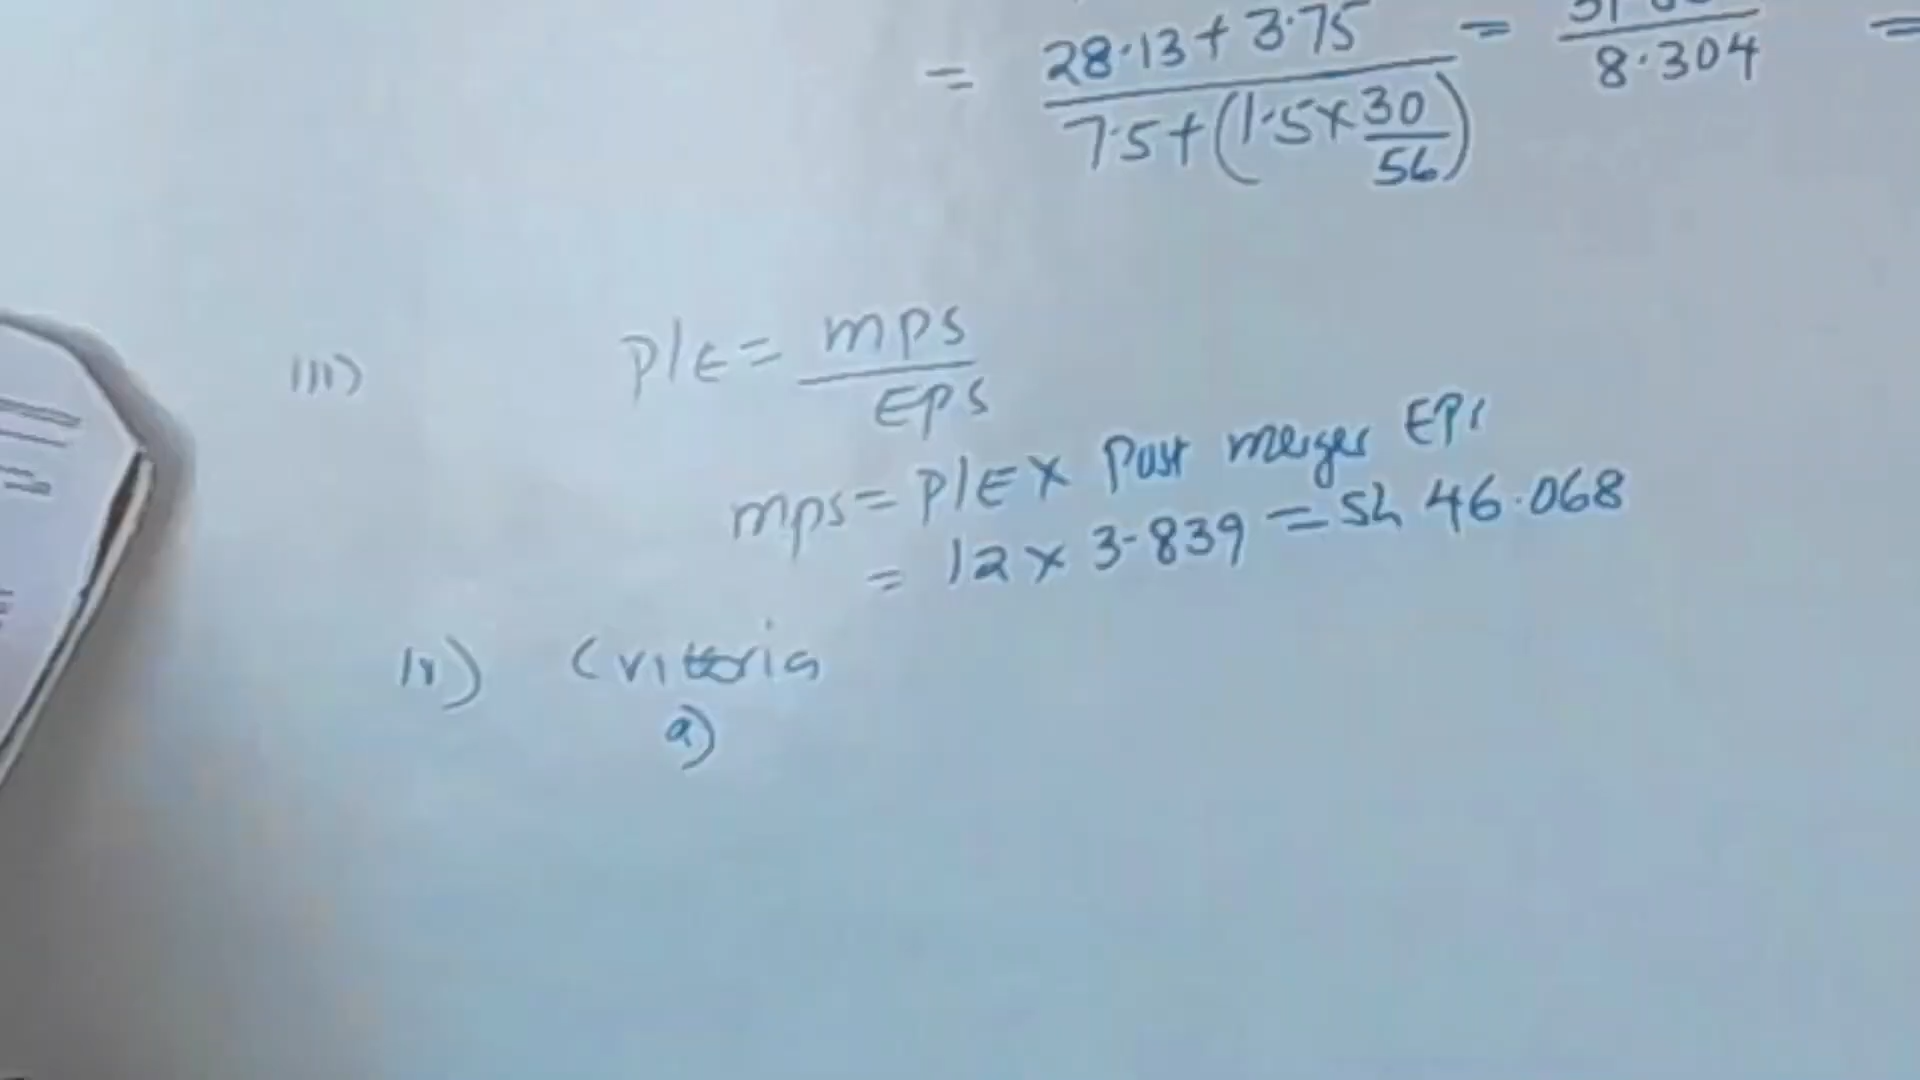 = 28.13 + 3.75 / 7.5 + (1.5 x 30/56) = / 8.304 =
III) P/E = mps / EPS
mps = P/E x Post merger EPS
= 12 x 3.839 = Sh 46.068
IV) Criteria
a)